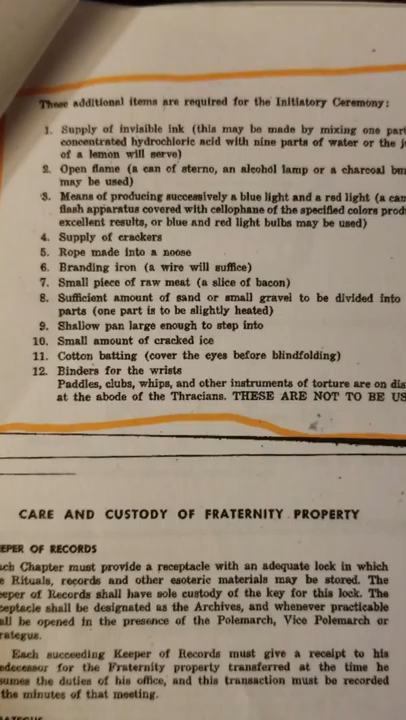 These additional items are required for the Initiatory Ceremony:
1. Supply of invisible ink (this may be made by mixing one part
concentrated hydrochloric acid with nine parts of water or the
of a lemon will serve)
2. Open flame (a can of sterno, an alcohol lamp or a charcoal
may be used)
3. Means of producing successively a blue light and a red light (a
flash apparatus covered with cellophane of the specified colors
excellent results, or blue and red light bulbs may be used)
4. Supply of crackers
5. Rope made into a noose
6. Branding iron (a wire will suffice)
7. Small piece of raw meat (a slice of bacon)
8. Sufficient amount of sand or small gravel to be divided into
parts (one part is to be slightly heated)
9. Shallow pan large enough to step into
10. Small amount of cracked ice
11. Cotton batting (cover the eyes before blindfolding)
12. Binders for the wrists
Paddles, clubs, whips, and other instruments of torture are on
at the abode of the Thracians. THESE ARE NOT TO BE
CARE AND CUSTODY OF FRATERNITY PROPERTY
EPER OF RECORDS
ch Chapter must provide a receptacle with an adequate lock in which
e Rituals, records and other esoteric materials may be stored. The
eeper of Records shall have sole custody of the key for this lock. The
ceptacle shall be designated as the Archives, and whenever practicable
all be opened in the presence of the Polemarch, Vice Polemarch or
rategus.
Each succeeding Keeper of Records must give a receipt to his
edecessor for the Fraternity property transferred at the time he
sumes the duties of his office, and this transaction must be recorded
the minutes of that meeting.